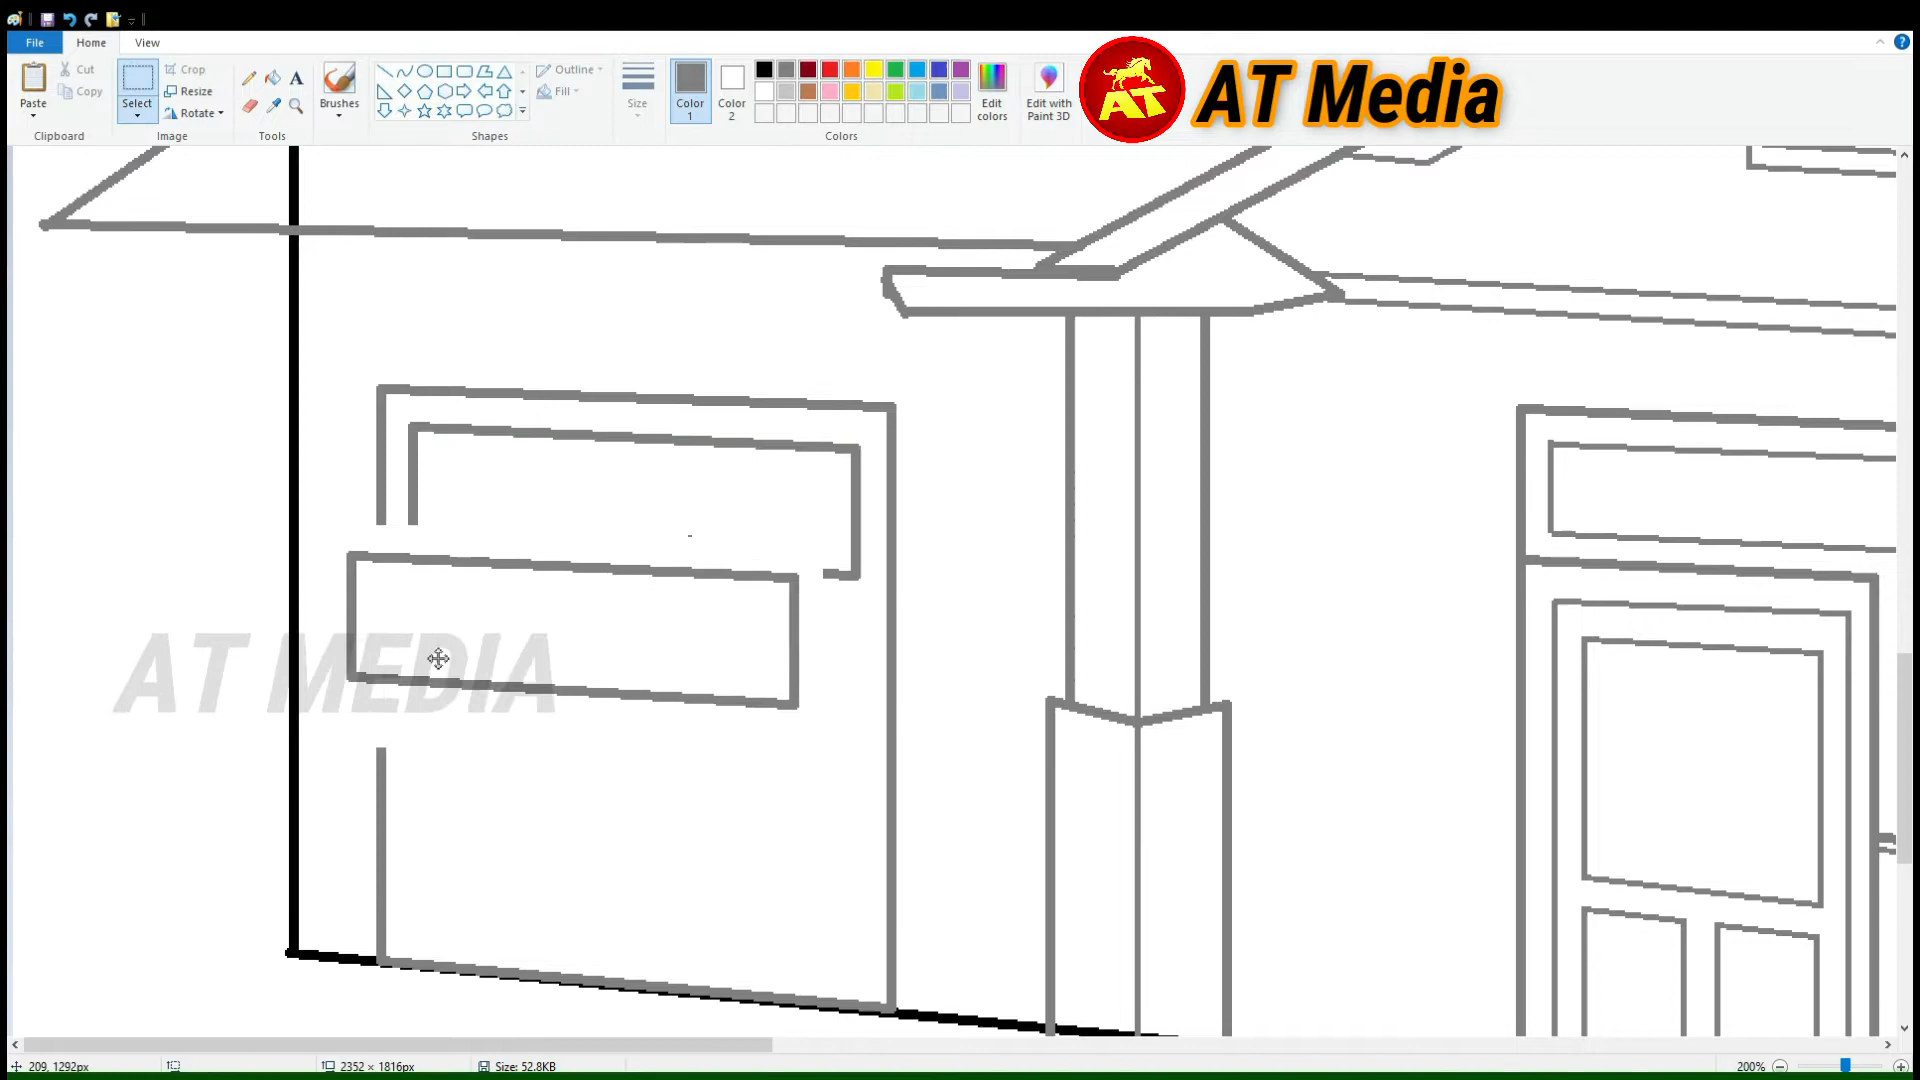 File Home View
Paste Cut Copy Clipboard
Select Crop Resize Rotate Image
Tools
Brushes
Shapes
Outline Fill
Size
Color 1 Color 2
Colors
Edit colors
Edit with Paint 3D
AT AT Media
AT MEDIA
209, 1292px 2352 × 1816px Size: 52.8KB 200%